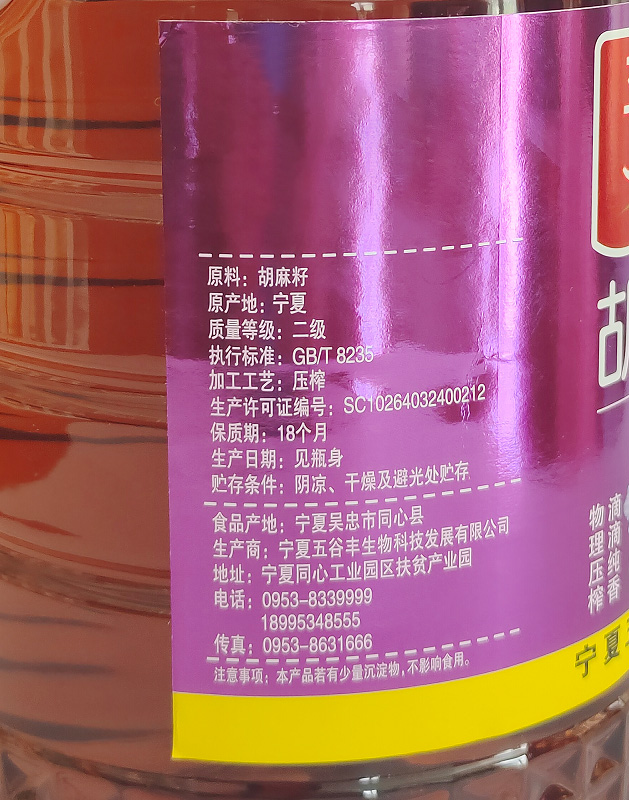 原料：胡麻籽
原产地：宁夏
质量等级：二级
执行标准：GB/T 8235
加工工艺：压榨
生产许可证编号：SC10264032400212
保质期：18个月
生产日期：见瓶身
贮存条件：阴凉、干燥及避光处贮存
食品产地：宁夏吴忠市同心县
生产商：宁夏五谷丰生物科技发展有限公司
地址：宁夏同心工业园区扶贫产业园
电话：0953-8339999
18995348555
传真：0953-8631666
注意事项：本产品若有少量沉淀物,不影响食用。
胡
滴滴纯香
物理压榨
宁夏